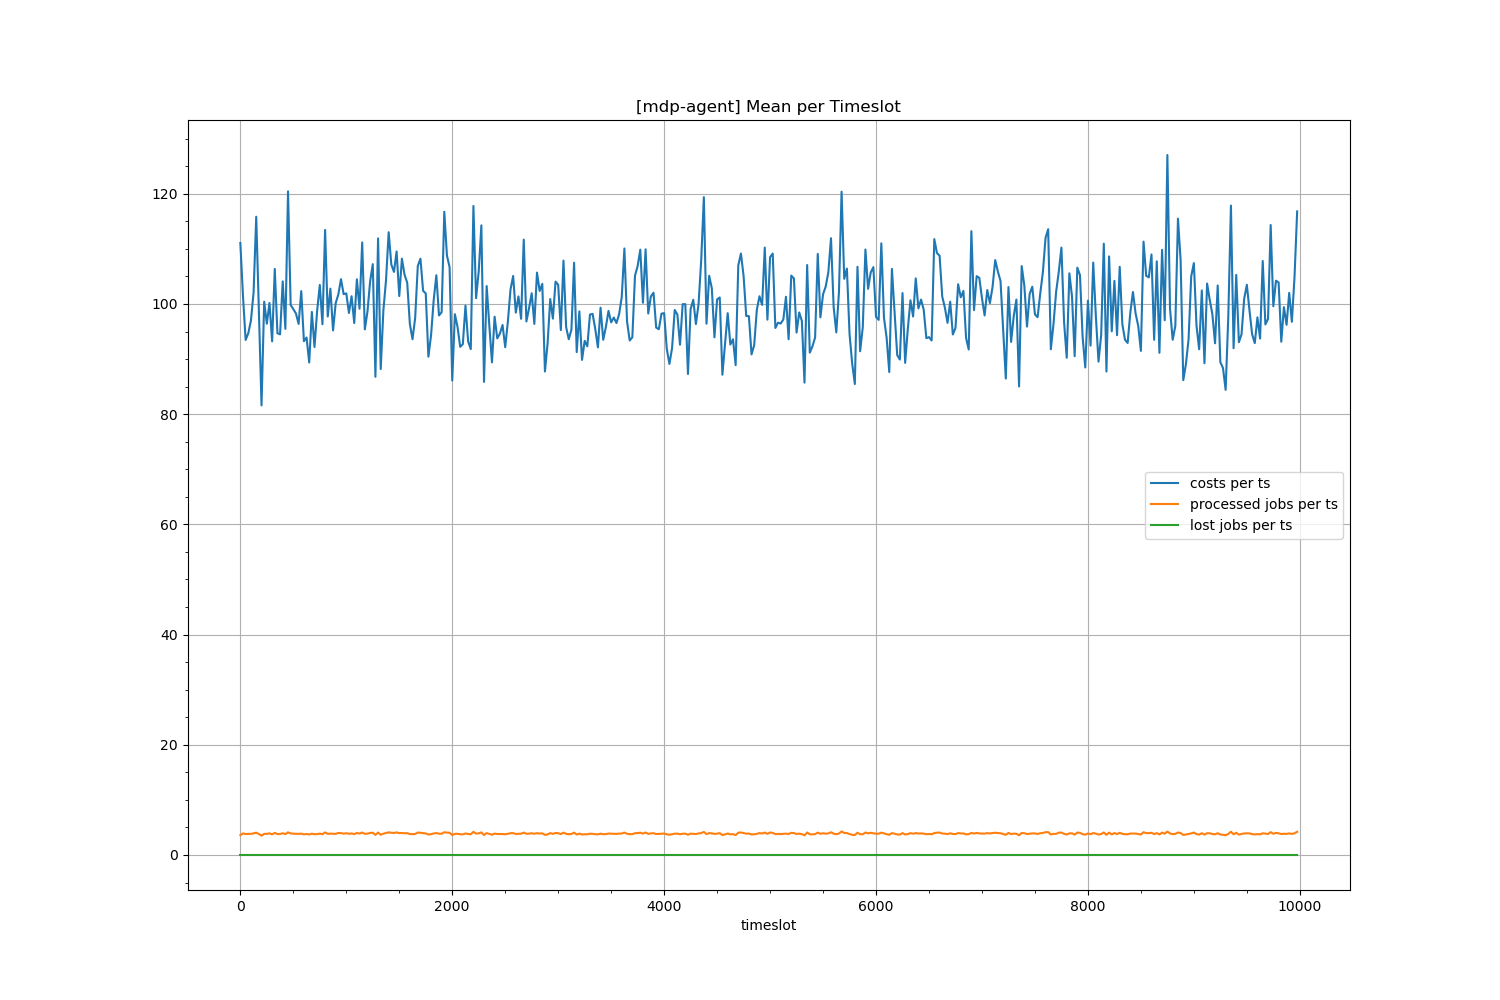 [mdp-agent] Mean per Timeslot
120
100
80
60
40
20
0
costs per ts
processed jobs per ts
lost jobs per ts
0 2000 4000 6000 8000 10000
timeslot